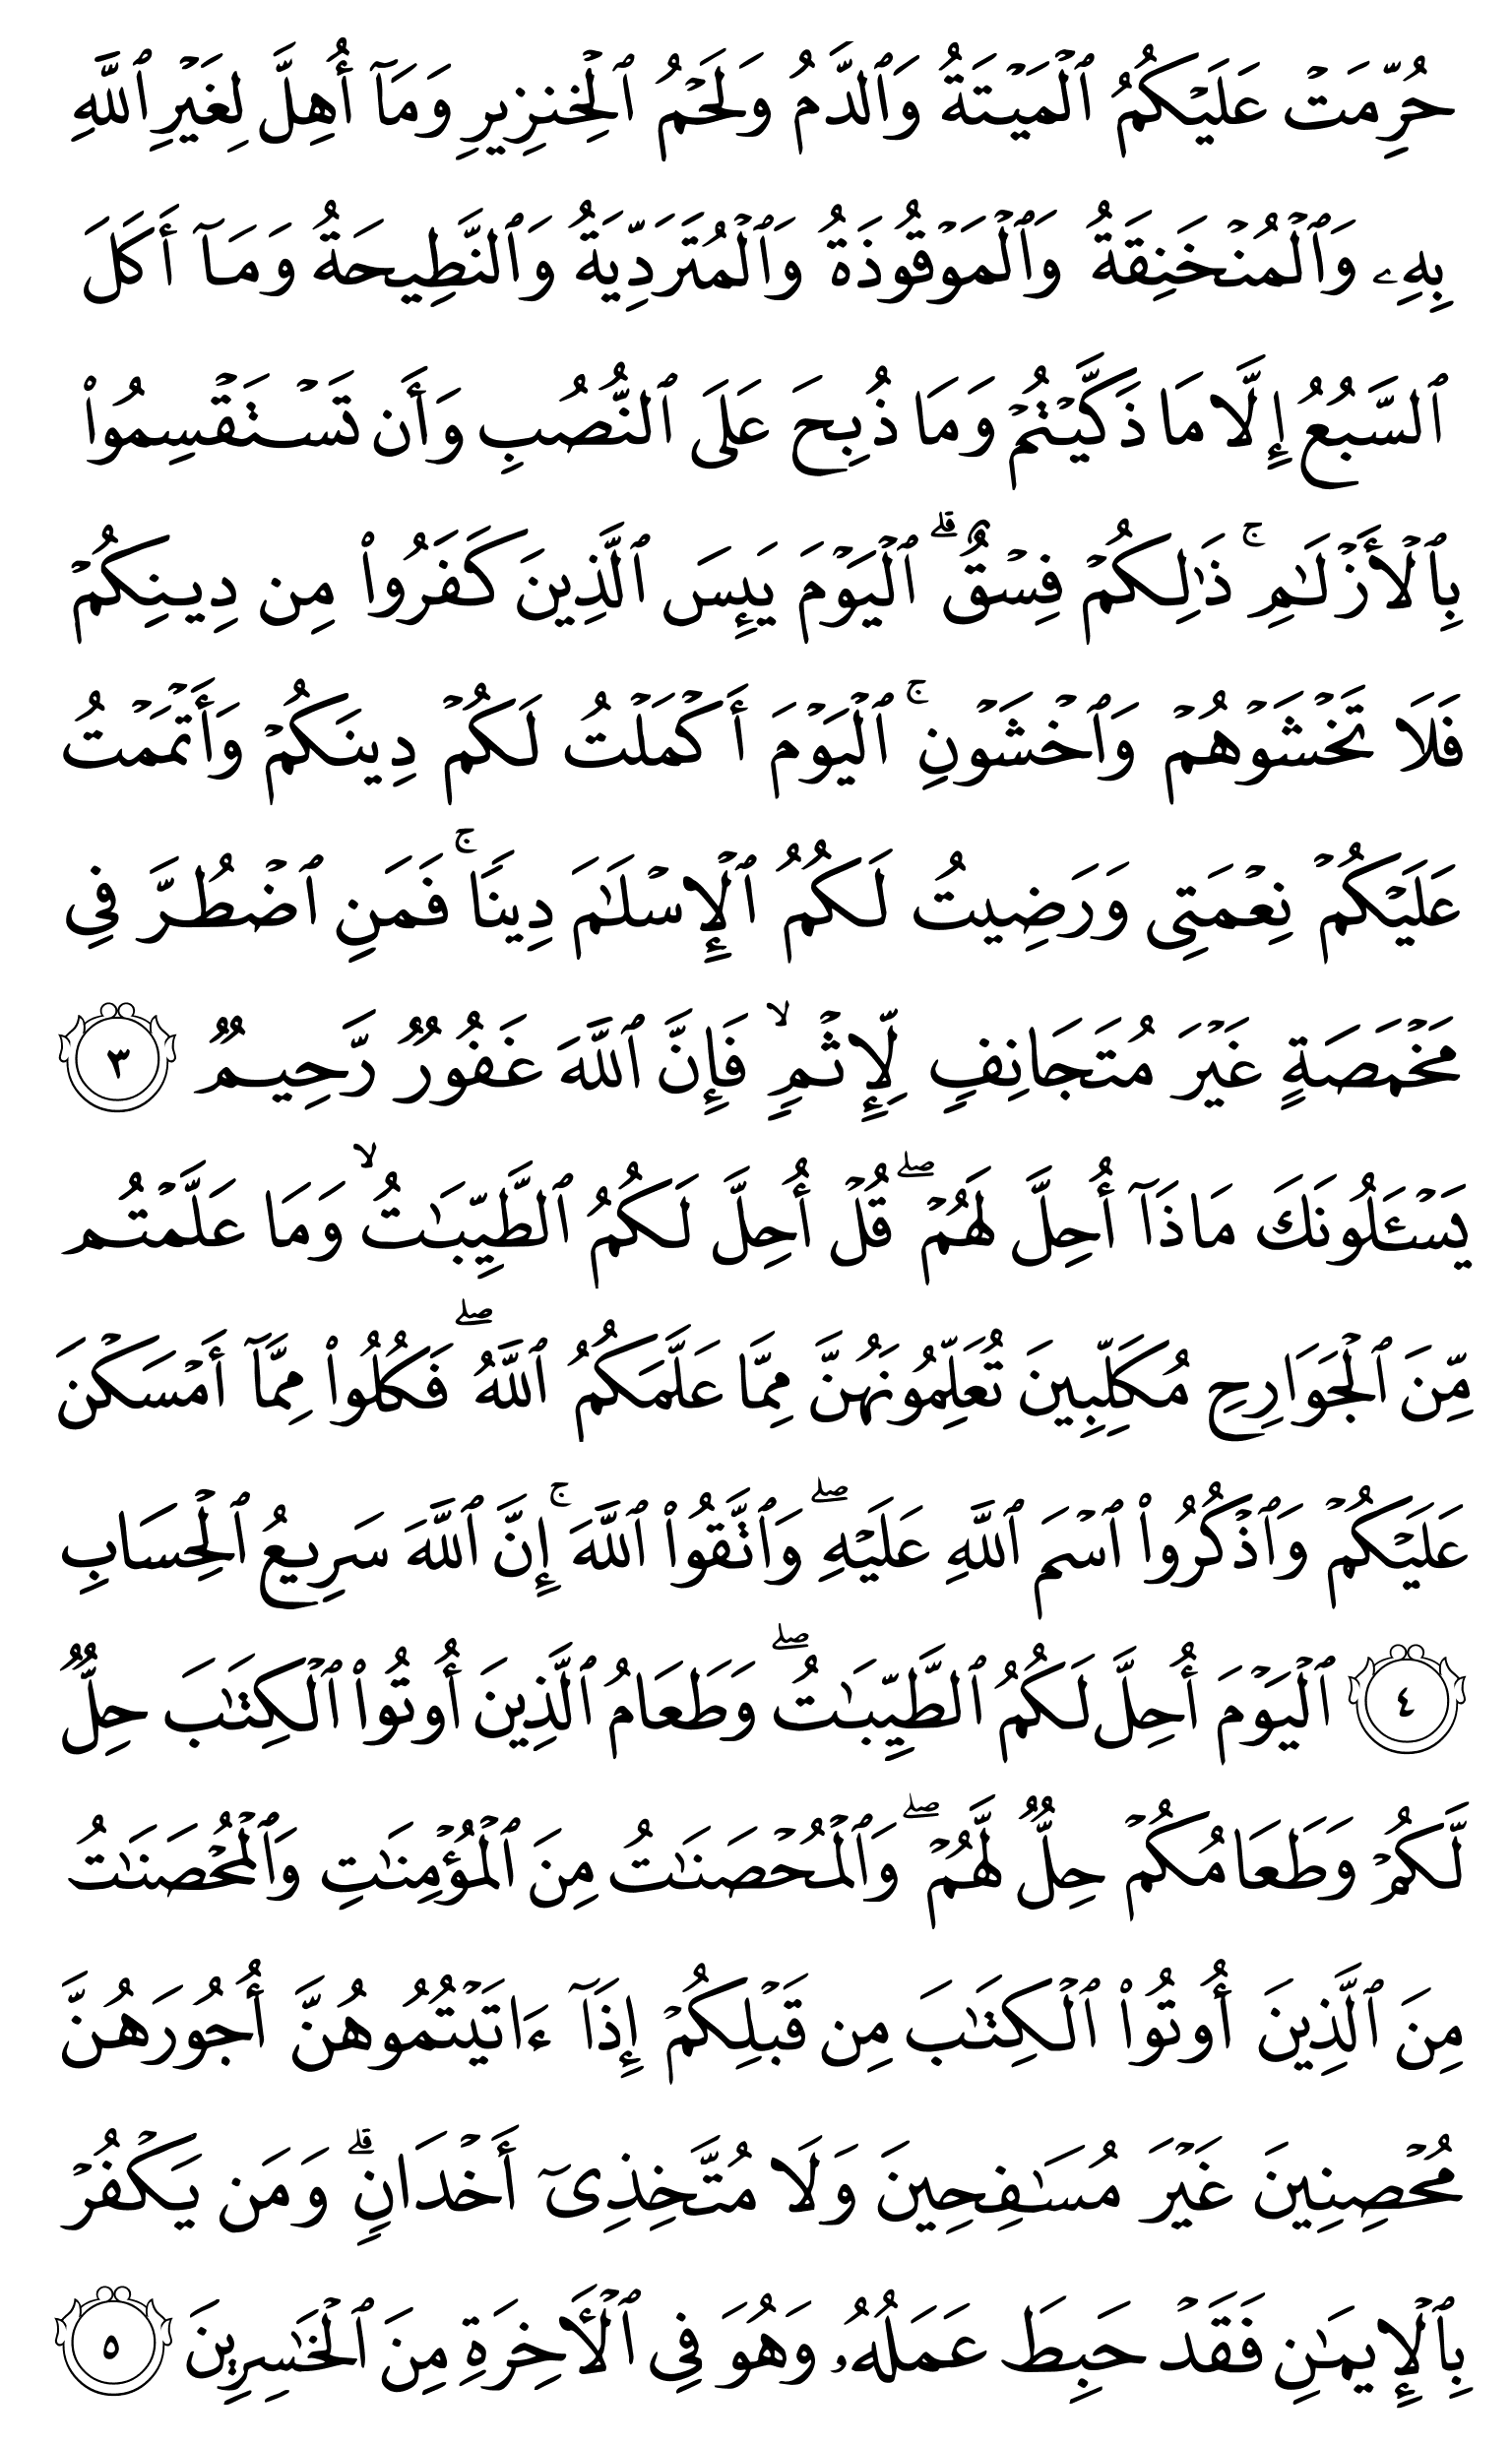 حُرِّمَتۡ عَلَيۡكُمُ ٱلۡمَيۡتَةُ وَٱلدَّمُ وَلَحۡمُ ٱلۡخِنزِيرِ وَمَآ أُهِلَّ لِغَيۡرِ ٱللَّهِ
بِهِۦ وَٱلۡمُنۡخَنِقَةُ وَٱلۡمَوۡقُوذَةُ وَٱلۡمُتَرَدِّيَةُ وَٱلنَّطِيحَةُ وَمَآ أَكَلَ
ٱلسَّبُعُ إِلَّا مَا ذَكَّيۡتُمۡ وَمَا ذُبِحَ عَلَى ٱلنُّصُبِ وَأَن تَسۡتَقۡسِمُواْ
بِٱلۡأَزۡلَٰمِۚ ذَٰلِكُمۡ فِسۡقٌۗ ٱلۡيَوۡمَ يَئِسَ ٱلَّذِينَ كَفَرُواْ مِن دِينِكُمۡ
فَلَا تَخۡشَوۡهُمۡ وَٱخۡشَوۡنِۚ ٱلۡيَوۡمَ أَكۡمَلۡتُ لَكُمۡ دِينَكُمۡ وَأَتۡمَمۡتُ
عَلَيۡكُمۡ نِعۡمَتِى وَرَضِيتُ لَكُمُ ٱلۡإِسۡلَٰمَ دِينًاۚ فَمَنِ ٱضۡطُرَّ فِي
مَخۡمَصَةٍ غَيۡرَ مُتَجَانِفٍ لِّإِثۡمٍۙ فَإِنَّ ٱللَّهَ غَفُورٌ رَّحِيمٌ ٣
يَسۡـَٔلُونَكَ مَاذَآ أُحِلَّ لَهُمۡۖ قُلۡ أُحِلَّ لَكُمُ ٱلطَّيِّبَٰتُۙ وَمَا عَلَّمۡتُم
مِّنَ ٱلۡجَوَارِحِ مُكَلِّبِينَ تُعَلِّمُونَهُنَّ مِمَّا عَلَّمَكُمُ ٱللَّهُۖ فَكُلُواْ مِمَّآ أَمۡسَكۡنَ
عَلَيۡكُمۡ وَٱذۡكُرُواْ ٱسۡمَ ٱللَّهِ عَلَيۡهِۖ وَٱتَّقُواْ ٱللَّهَۚ إِنَّ ٱللَّهَ سَرِيعُ ٱلۡحِسَابِ
٤ ٱلۡيَوۡمَ أُحِلَّ لَكُمُ ٱلطَّيِّبَٰتُۖ وَطَعَامُ ٱلَّذِينَ أُوتُواْ ٱلۡكِتَٰبَ حِلٌّ
لَّكُمۡ وَطَعَامُكُمۡ حِلٌّ لَّهُمۡۖ وَٱلۡمُحۡصَنَٰتُ مِنَ ٱلۡمُؤۡمِنَٰتِ وَٱلۡمُحۡصَنَٰتُ
مِنَ ٱلَّذِينَ أُوتُواْ ٱلۡكِتَٰبَ مِن قَبۡلِكُمۡ إِذَآ ءَاتَيۡتُمُوهُنَّ أُجُورَهُنَّ
مُحۡصِنِينَ غَيۡرَ مُسَٰفِحِينَ وَلَا مُتَّخِذِىٓ أَخۡدَانٍۗ وَمَن يَكۡفُرۡ
بِٱلۡإِيمَٰنِ فَقَدۡ حَبِطَ عَمَلُهُۥ وَهُوَ فِى ٱلۡأَخِرَةِ مِنَ ٱلۡخَٰسِرِينَ ٥